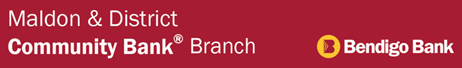 Maldon & District
Community Bank® Branch
Bendigo Bank